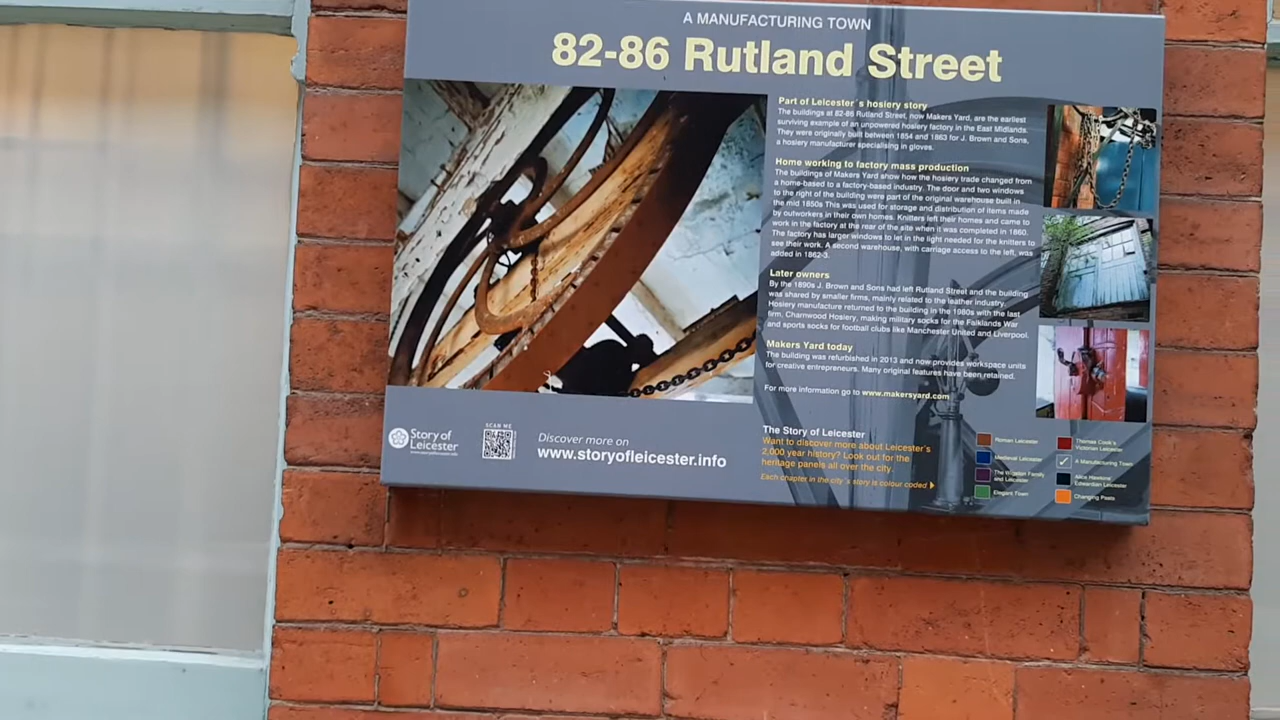 A MANUFACTURING TOWN
82-86 Rutland Street
Part of Leicester's hosiery story
The buildings at 82-86 Rutland Street, now Makers Yard, are the earliest
surviving example of an unpowered hosiery factory in the East Midlands.
They were originally built between 1854 and 1863 for J. Brown and Sons,
a hosiery manufacturer specialising in gloves.
Home working to factory mass production
The buildings of Makers Yard show how the hosiery trade changed from
a home-based to a factory-based industry. The door and two windows
to the right of the building were part of the original warehouse built in
the mid 1850s This was used for storage and distribution of items made
by outworkers in their own homes. Knitters left their homes and came to
work in the factory at the rear of the site when it was completed in 1860.
The factory has larger windows to let in the light needed for the knitters to
see their work. A second warehouse, with carriage access to the left, was
added in 1862-3.
Later owners
By the 1890s J. Brown and Sons had left Rutland Street and the building
was shared by smaller firms, mainly related to the leather industry.
Hosiery manufacture returned to the building in the 1980s with the last
firm, Charnwood Hosiery, making military socks for the Falklands War
and sports socks for football clubs like Manchester United and Liverpool.
Makers Yard today
The building was refurbished in 2013 and now provides workspace units
for creative entrepreneurs. Many original features have been retained.
For more information go to www.makersyard.com
Story of
Leicester
www.storyofleicester.info
SCAN ME
Discover more on
www.storyofleicester.info
The Story of Leicester
Want to discover more about Leicester's
2,000 year history? Look out for the
heritage panels all over the city.
Each chapter in the city's story is colour coded
Roman Leicester
Medieval Leicester
The Wigston Family
and Leicester
Elegant Town
Thomas Cook's
Victorian Leicester
A Manufacturing Town
Alice Hawkins
Edwardian Leicester
Changing Pasts